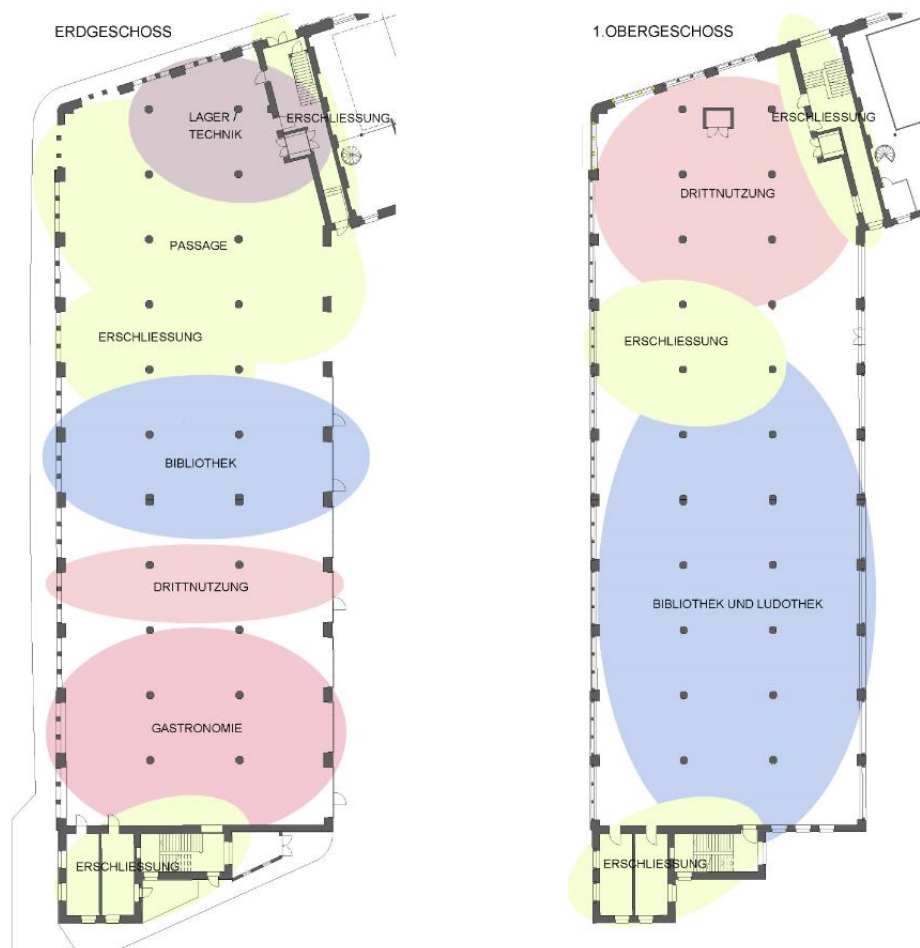 ERDGESCHOSS
LAGER /
TECHNIK
ERSCHLIESSUNG
PASSAGE
ERSCHLIESSUNG
BIBLIOTHEK
DRITTNUTZUNG
GASTRONOMIE
ERSCHLIESSUNG
1.OBERGESCHOSS
ERSCHLIESSUNG
DRITTNUTZUNG
ERSCHLIESSUNG
BIBLIOTHEK UND LUDOTHEK
ERSCHLIESSUNG